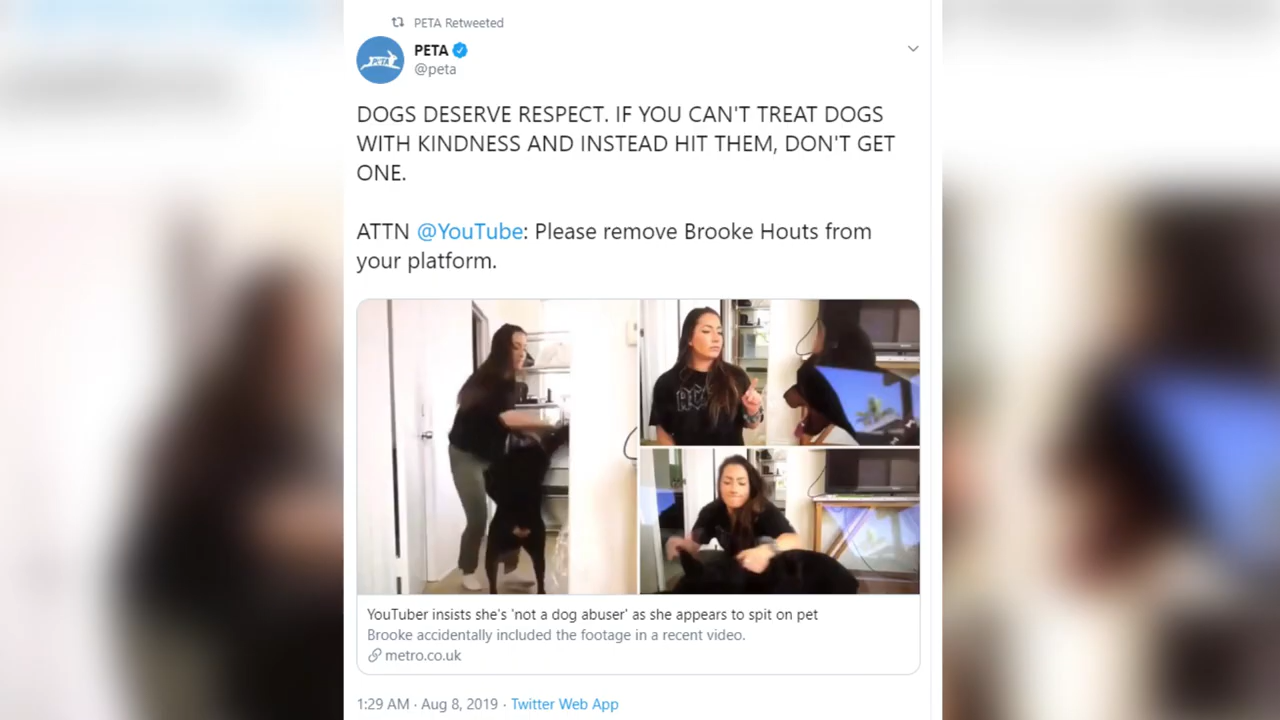 PETA Retweeted
PETA
@peta
DOGS DESERVE RESPECT. IF YOU CAN'T TREAT DOGS
WITH KINDNESS AND INSTEAD HIT THEM, DON'T GET
ONE.
ATTN @YouTube: Please remove Brooke Houts from
your platform.
YouTuber insists she's 'not a dog abuser' as she appears to spit on pet
Brooke accidentally included the footage in a recent video.
metro.co.uk
1:29 AM · Aug 8, 2019 · Twitter Web App